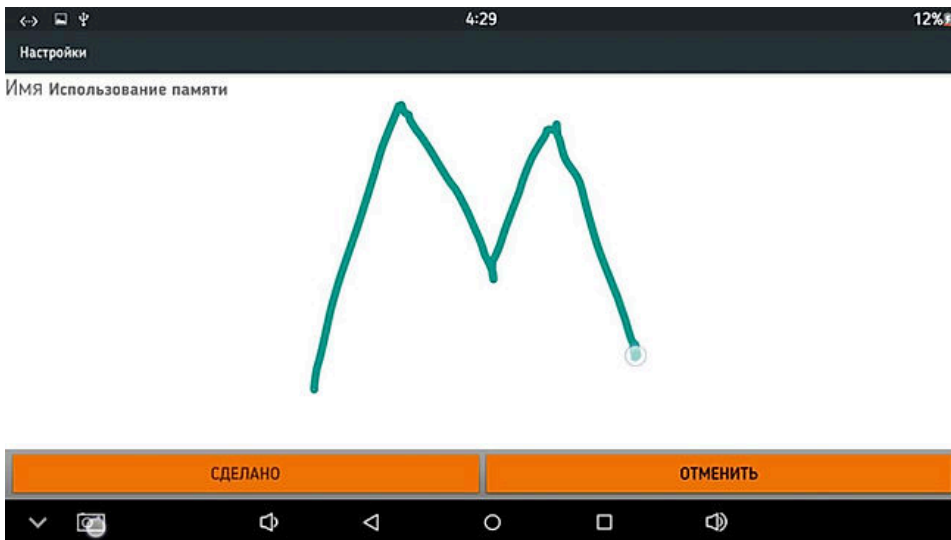 4:29 12%
Настройки
Имя Использование памяти
M
СДЕЛАНО ОТМЕНИТЬ